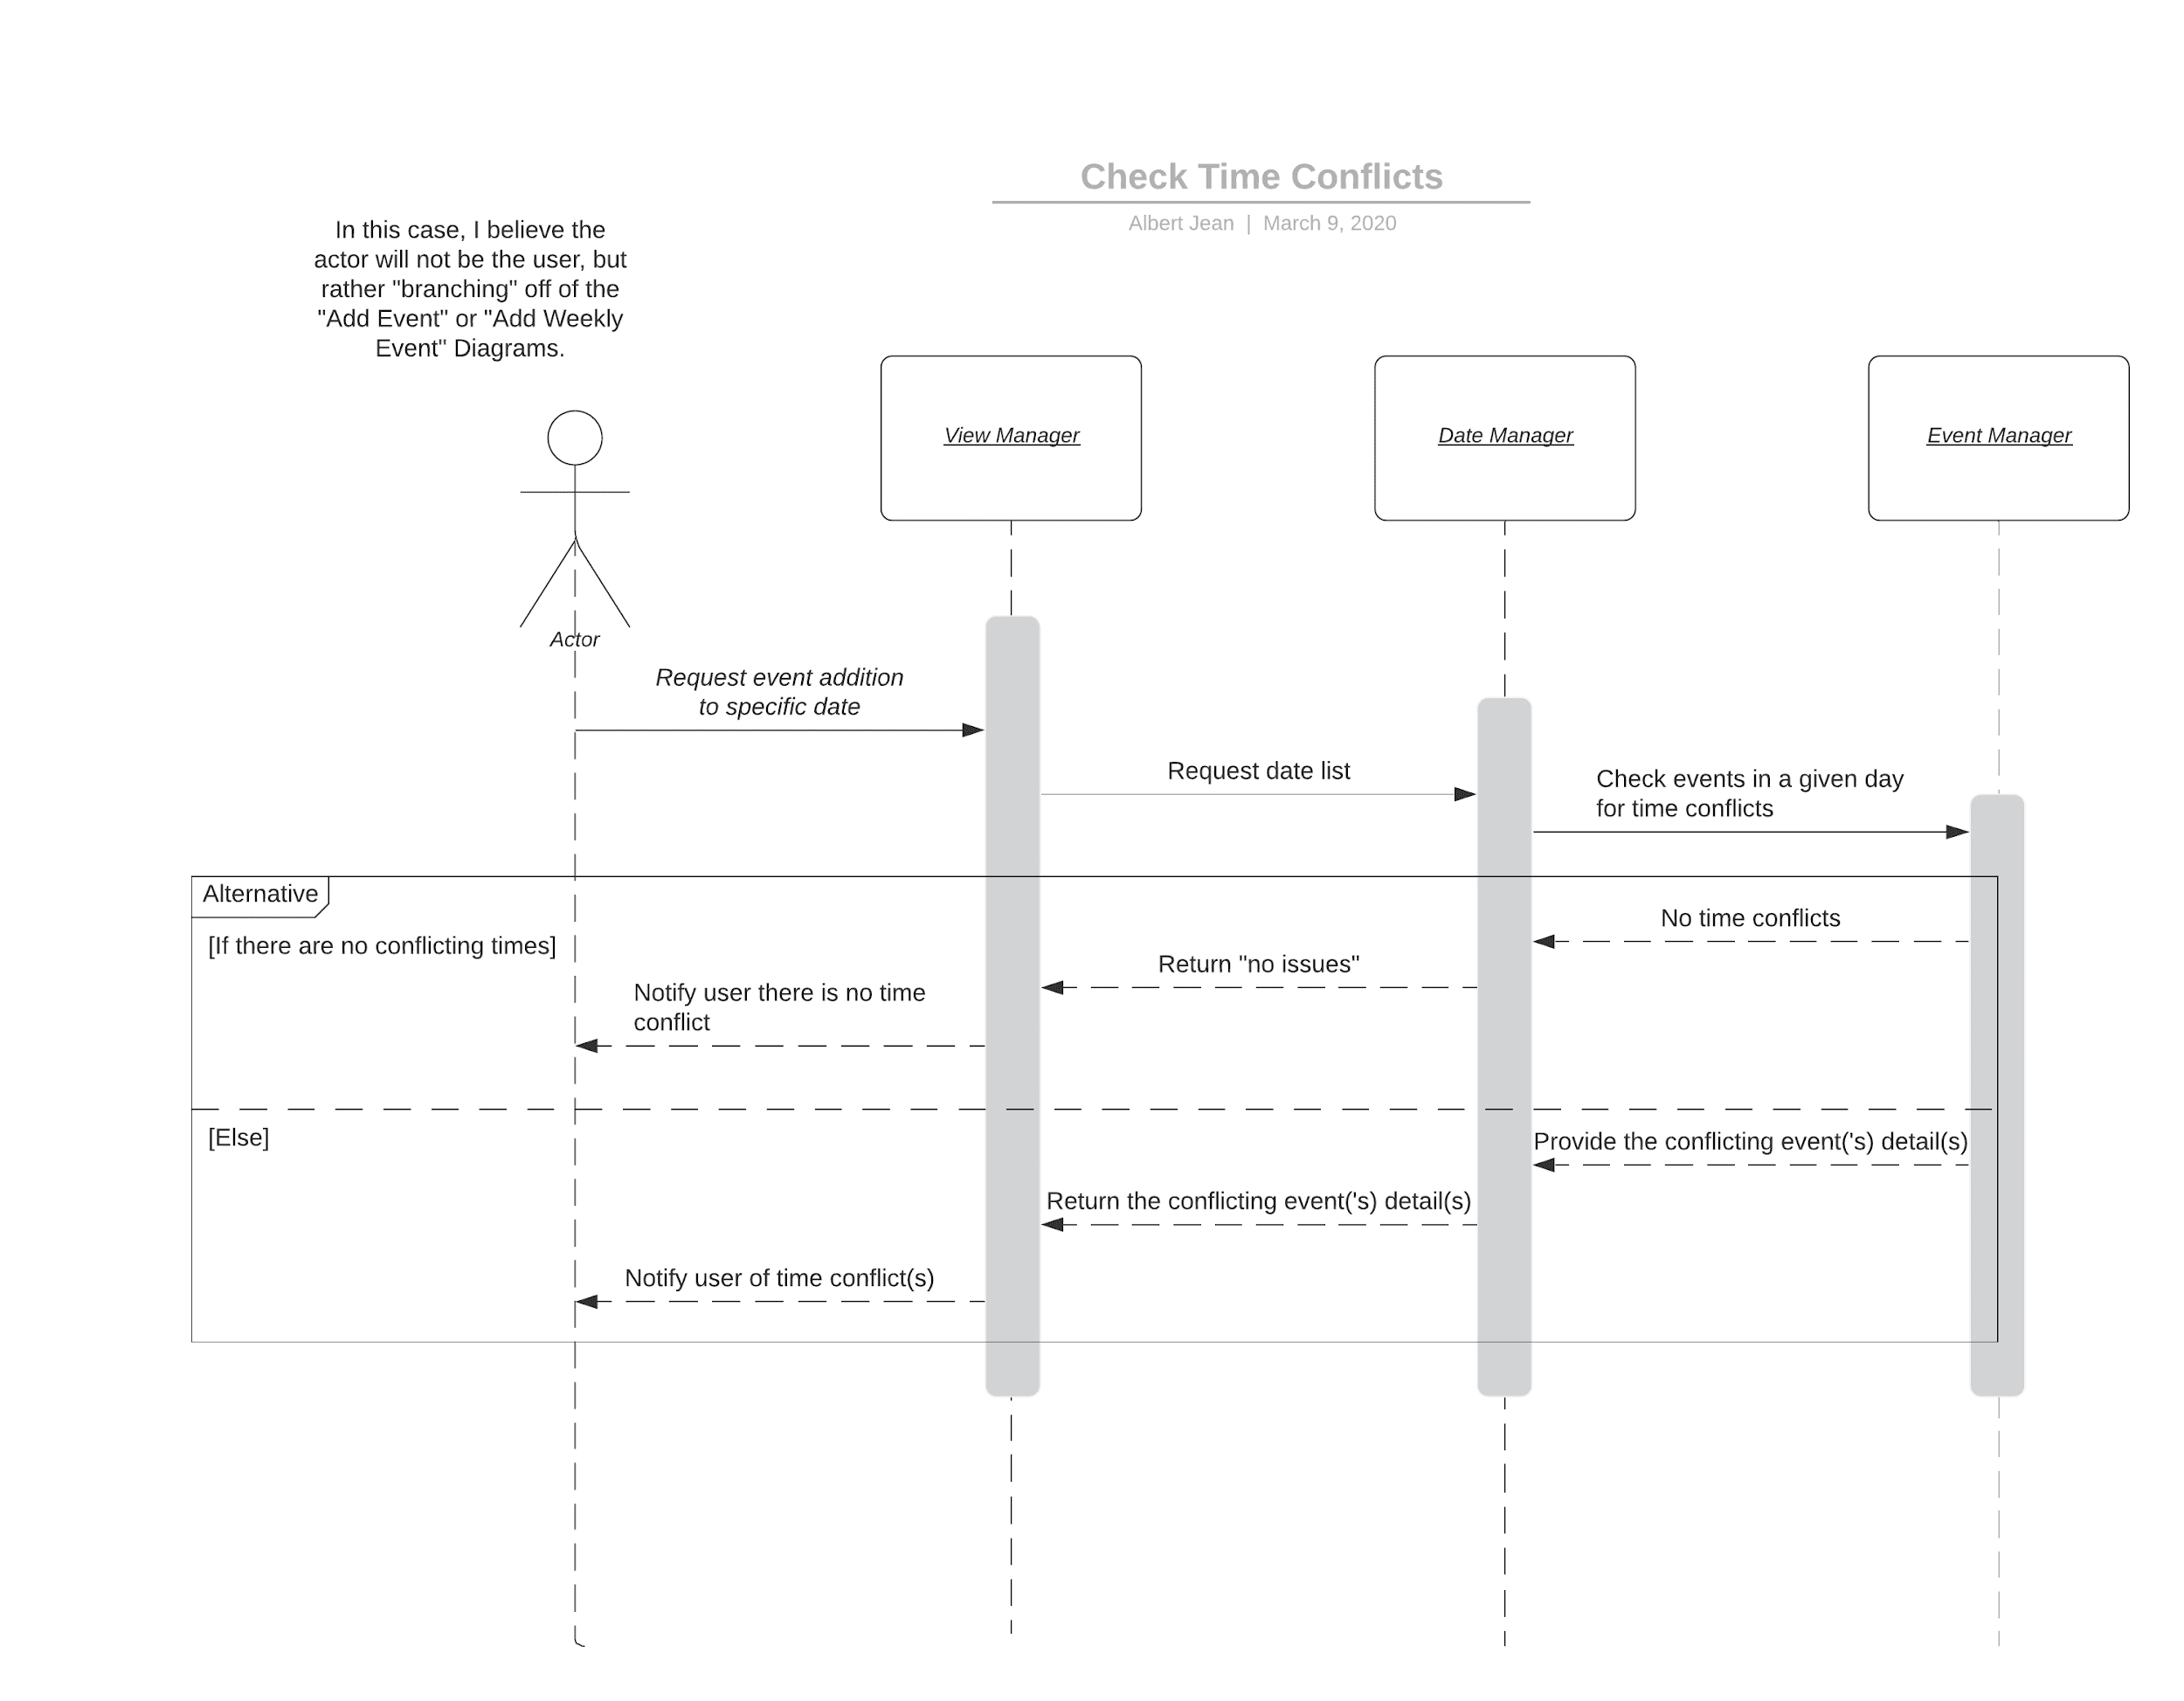 Check Time Conflicts
Albert Jean | March 9, 2020
In this case, I believe the
actor will not be the user, but
rather "branching" off of the
"Add Event" or "Add Weekly
Event" Diagrams.
View Manager
Date Manager
Event Manager
Actor
Request event addition
to specific date
Request date list
Check events in a given day
for time conflicts
Alternative
[If there are no conflicting times]
No time conflicts
Return "no issues"
Notify user there is no time
conflict
[Else]
Provide the conflicting event('s) detail(s)
Return the conflicting event('s) detail(s)
Notify user of time conflict(s)